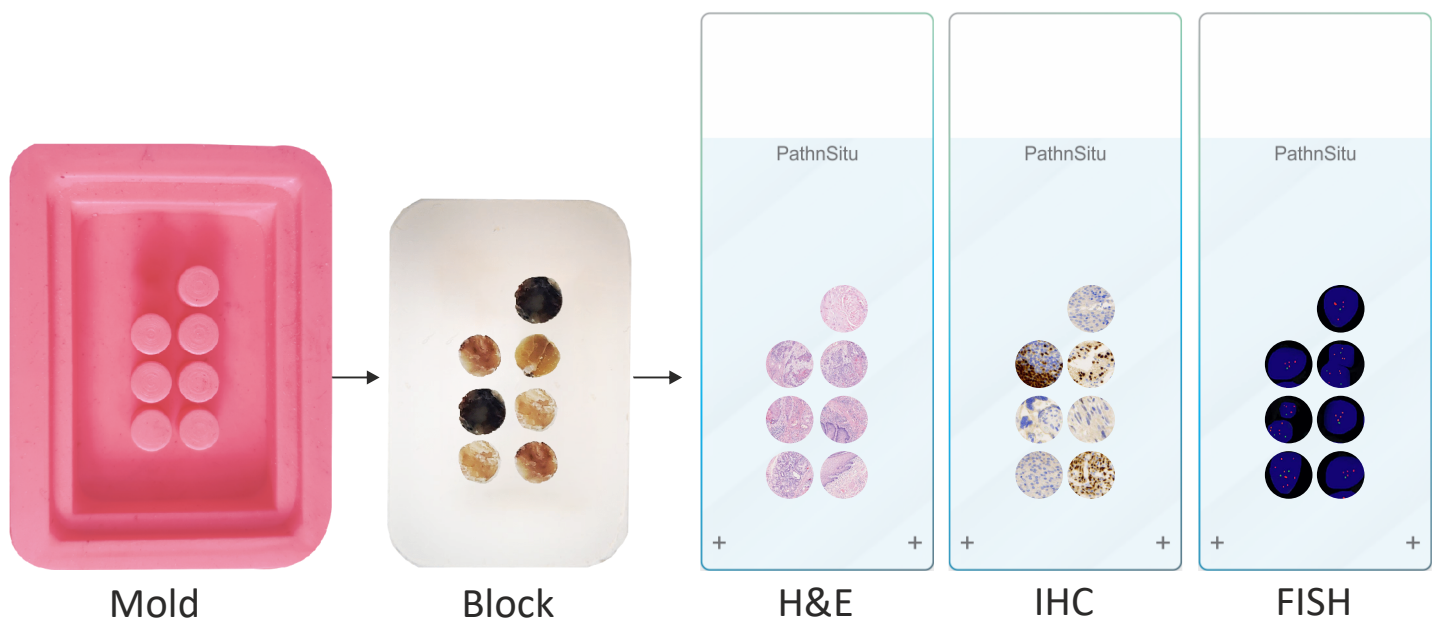 PathnSitu
PathnSitu
PathnSitu
Mold
Block
H&E
IHC
FISH